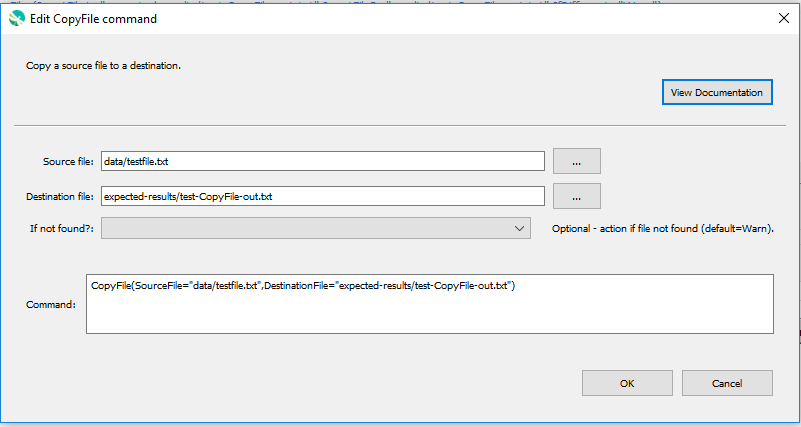 Edit CopyFile command
Copy a source file to a destination.
View Documentation
Source file: data/testfile.txt ...
Destination file: expected-results/test-CopyFile-out.txt ...
If not found?: Optional - action if file not found (default=Warn).
Command: CopyFile(SourceFile="data/testfile.txt",DestinationFile="expected-results/test-CopyFile-out.txt")
OK Cancel